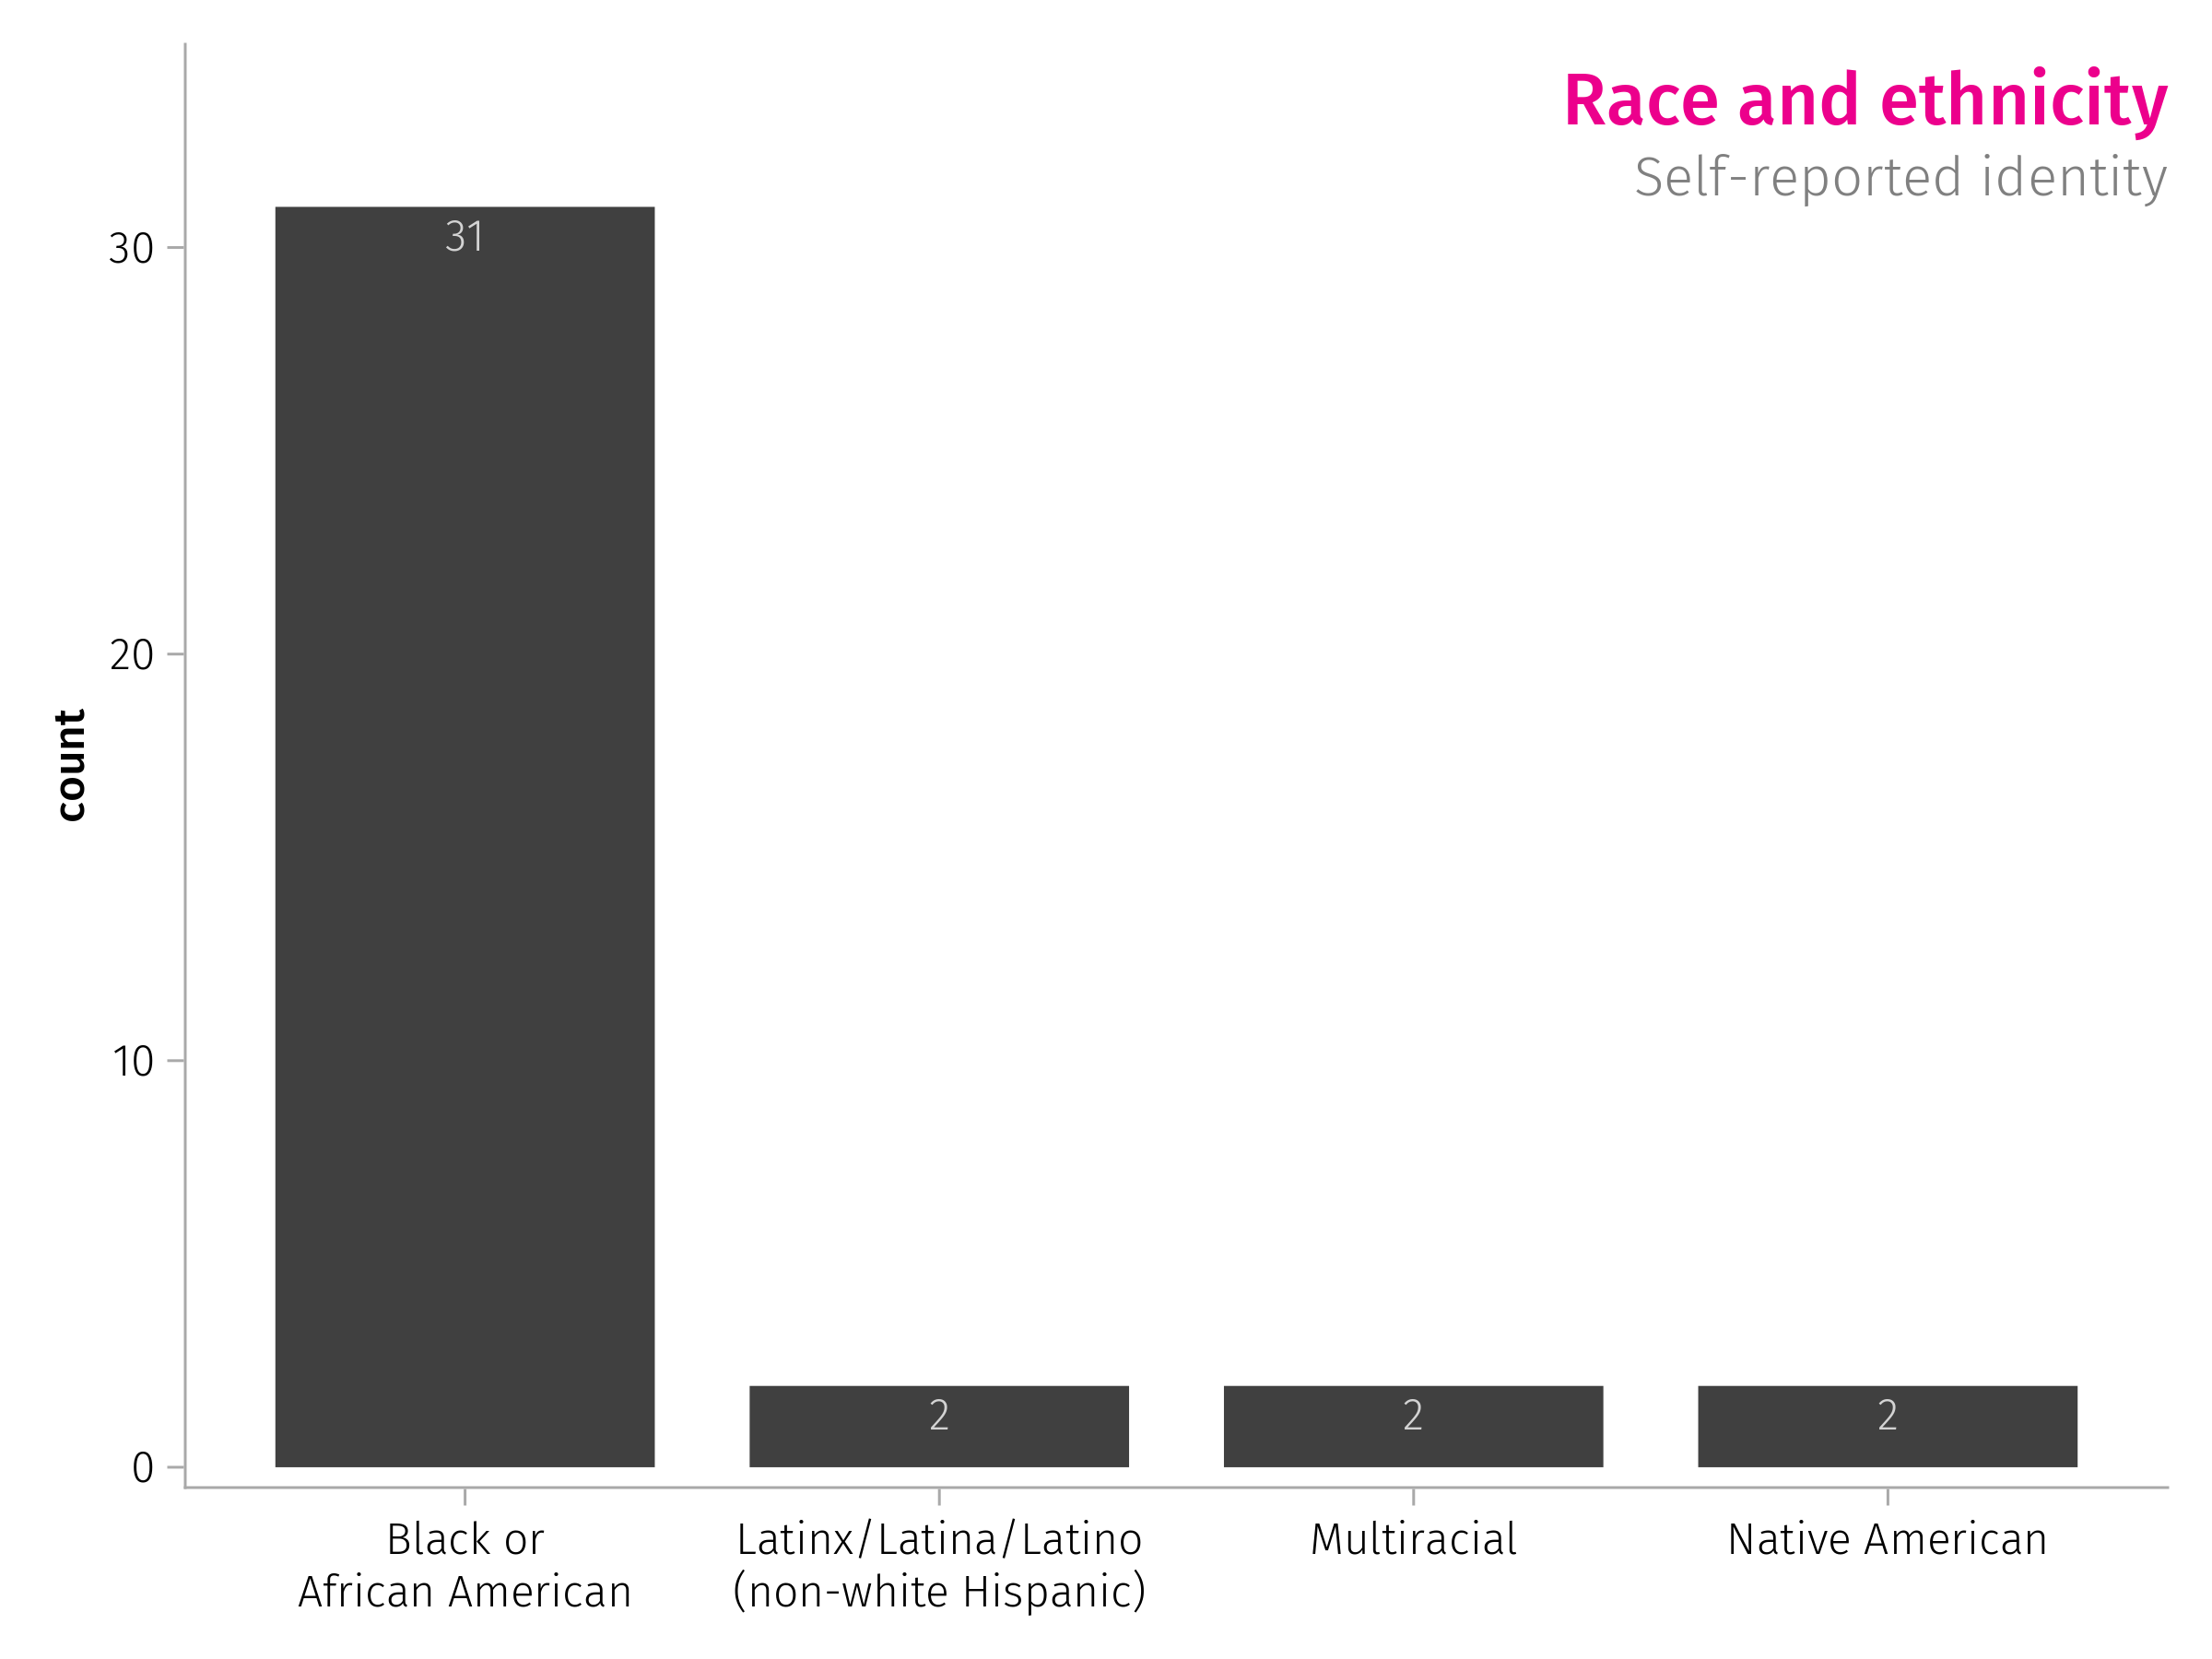 Race and ethnicity
Self-reported identity
count
30
20
10
0
31
2
2
2
Black or
African American
Latinx/Latina/Latino
(non-white Hispanic)
Multiracial
Native American